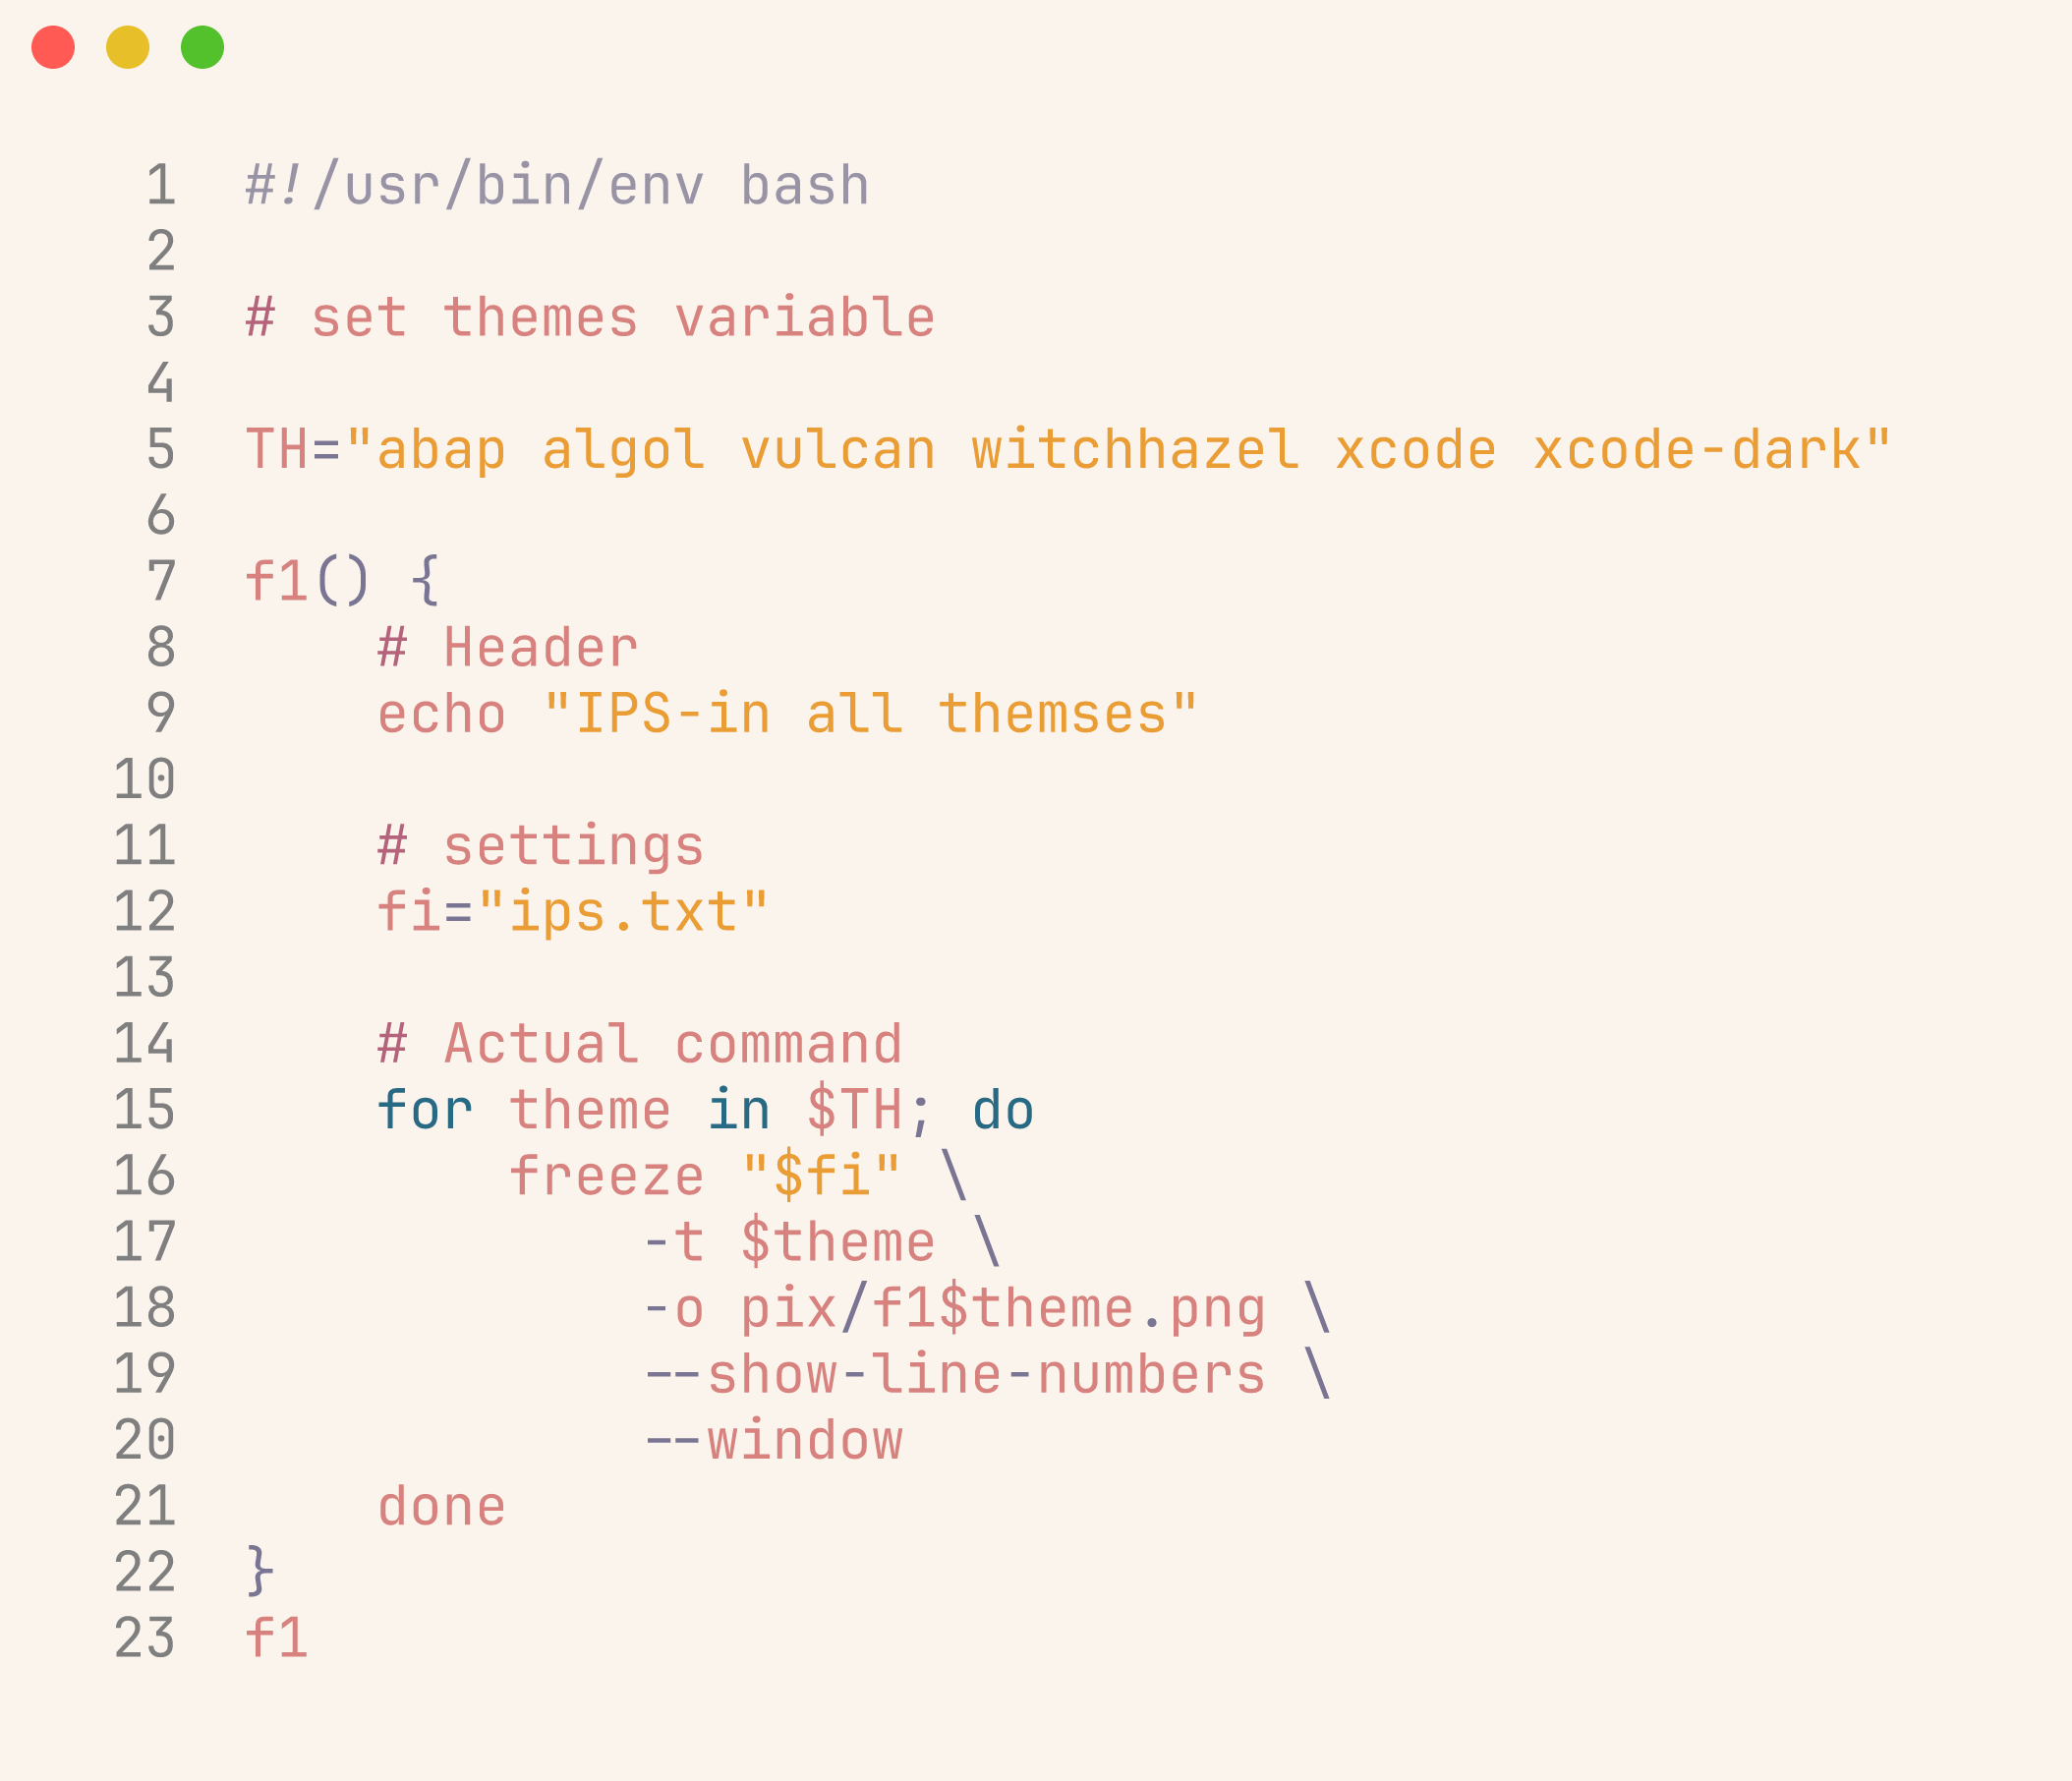 1 #!/usr/bin/env bash
2
3 # set themes variable
4
5 TH="abap algol vulcan witchhazel xcode xcode-dark"
6
7 f1() {
8     # Header
9     echo "IPS-in all themses"
10
11     # settings
12     fi="ips.txt"
13
14     # Actual command
15     for theme in $TH; do
16         freeze "$fi" \
17             -t $theme \
18             -o pix/f1$theme.png \
19             --show-line-numbers \
20             --window
21     done
22 }
23 f1